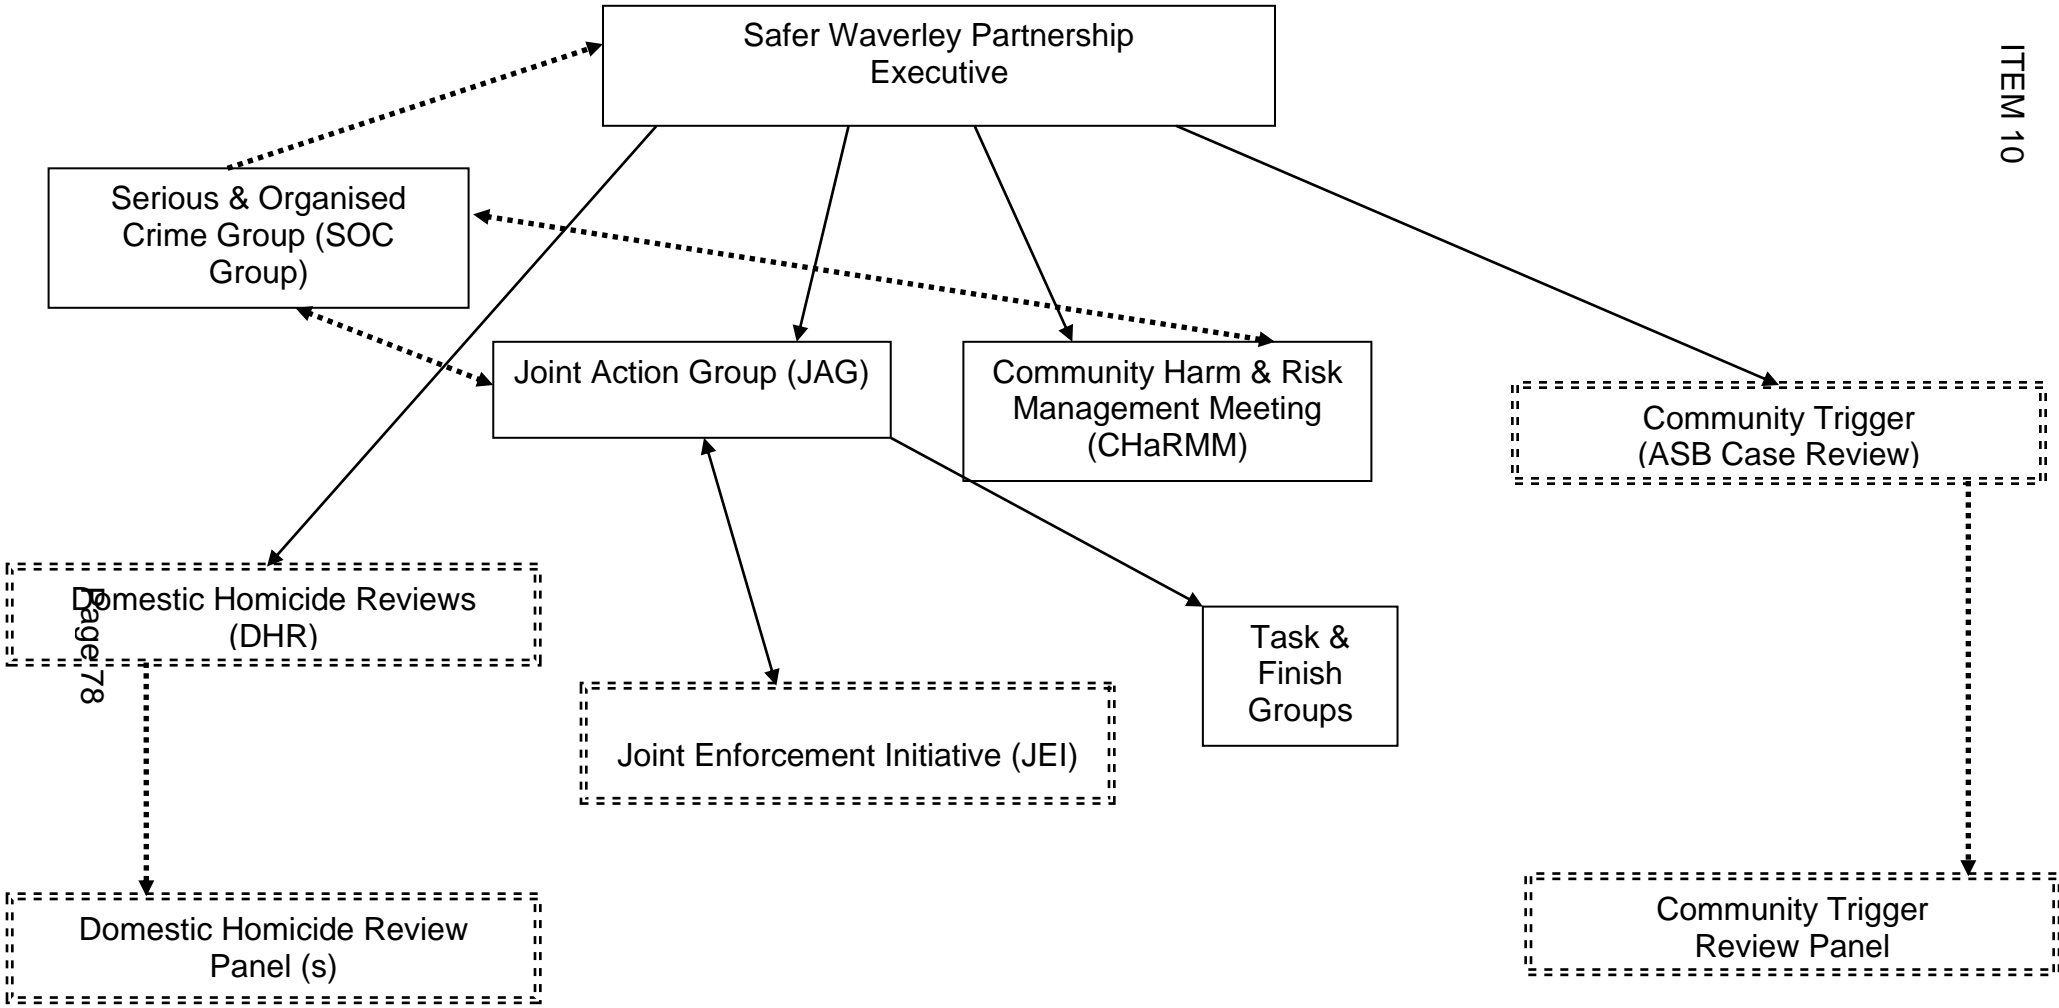 Safer Waverley Partnership
Executive
ITEM 10
Serious & Organised
Crime Group (SOC
Group)
Joint Action Group (JAG)
Community Harm & Risk
Management Meeting
(CHaRMM)
Community Trigger
(ASB Case Review)
Domestic Homicide Reviews
(DHR)
Page 78
Task &
Finish
Groups
Joint Enforcement Initiative (JEI)
Domestic Homicide Review
Panel (s)
Community Trigger
Review Panel